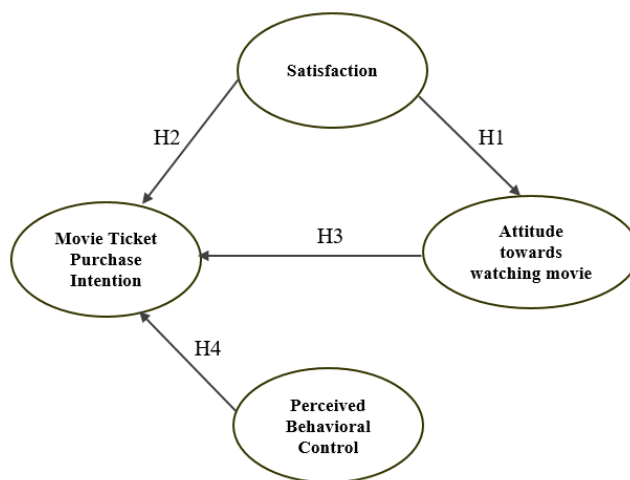 Satisfaction
H2
H1
Movie Ticket
Purchase
Intention
H3
Attitude
towards
watching movie
H4
Perceived
Behavioral
Control